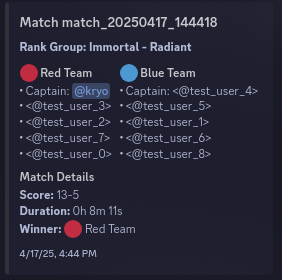 Match match_20250417_144418
Rank Group: Immortal - Radiant
Red Team
• Captain: @kryo
• <@test_user_3>
• <@test_user_2>
• <@test_user_7>
• <@test_user_0>
Blue Team
• Captain: <@test_user_4>
• <@test_user_5>
• <@test_user_1>
• <@test_user_6>
• <@test_user_8>
Match Details
Score: 13-5
Duration: 0h 8m 11s
Winner: Red Team
4/17/25, 4:44 PM